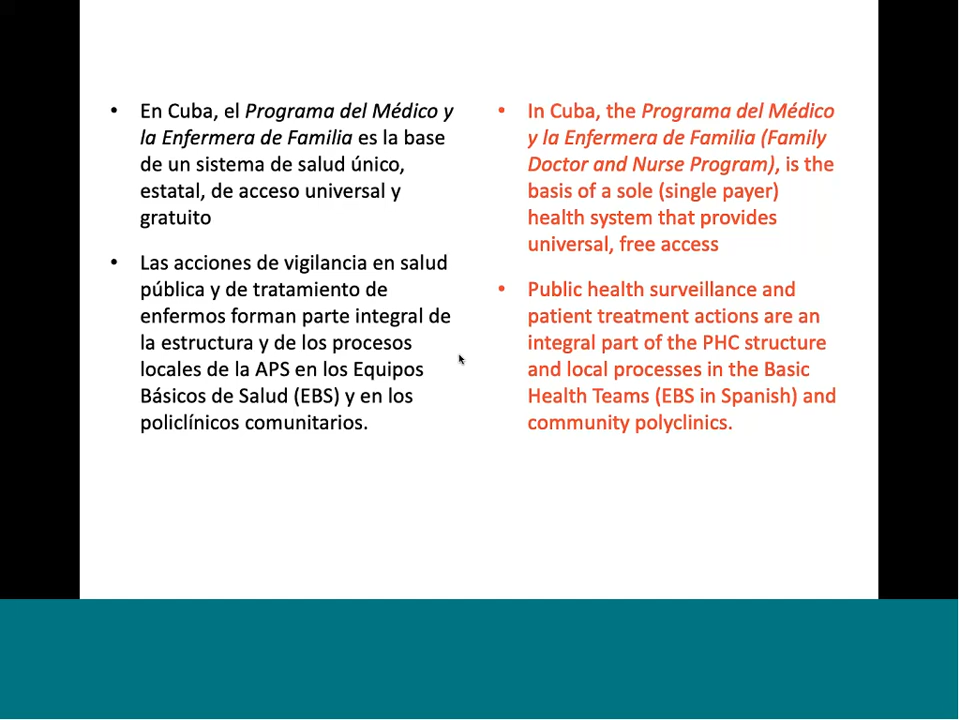 • En Cuba, el Programa del Médico y
la Enfermera de Familia es la base
de un sistema de salud único,
estatal, de acceso universal y
gratuito
• Las acciones de vigilancia en salud
pública y de tratamiento de
enfermos forman parte integral de
la estructura y de los procesos
locales de la APS en los Equipos
Básicos de Salud (EBS) y en los
policlínicos comunitarios.
• In Cuba, the Programa del Médico
y la Enfermera de Familia (Family
Doctor and Nurse Program), is the
basis of a sole (single payer)
health system that provides
universal, free access
• Public health surveillance and
patient treatment actions are an
integral part of the PHC structure
and local processes in the Basic
Health Teams (EBS in Spanish) and
community polyclinics.